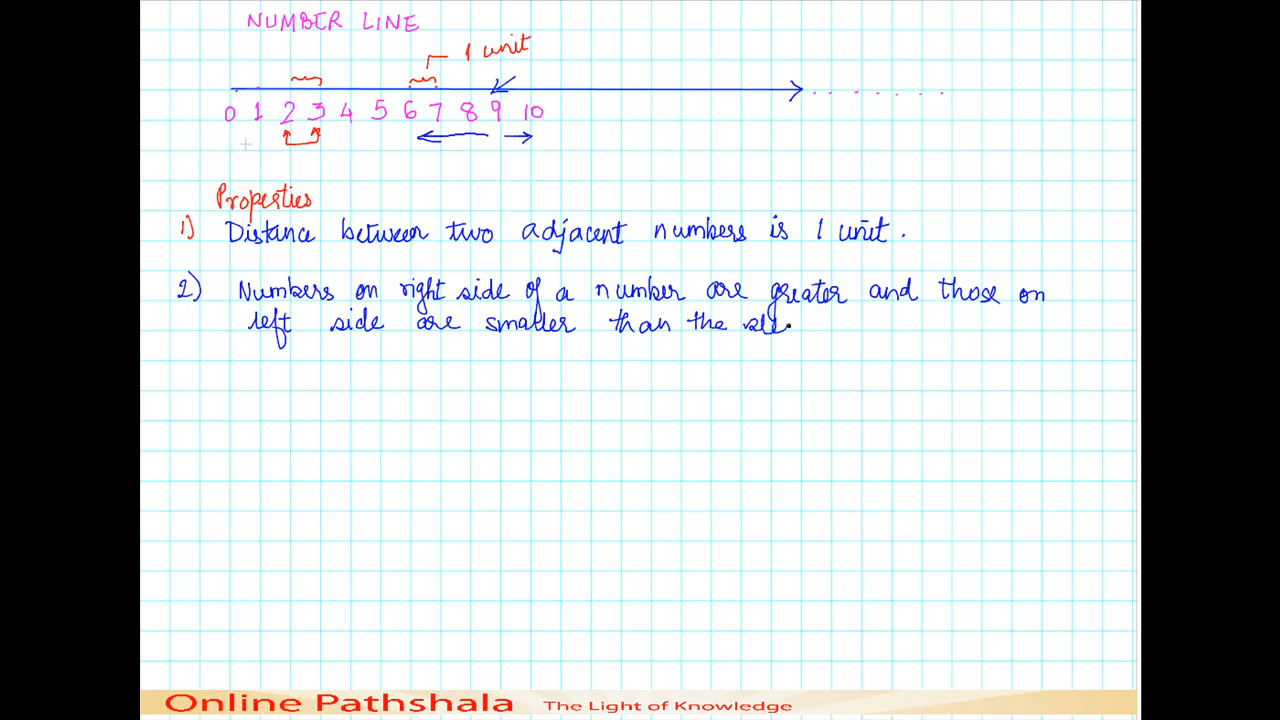 NUMBER LINE
1 unit
0 1 2 3 4 5 6 7 8 9 10
Properties
1) Distance between two adjacent numbers is 1 unit.
2) Numbers on right side of a number are greater and those on
left side are smaller than the
Online Pathshala The Light of Knowledge